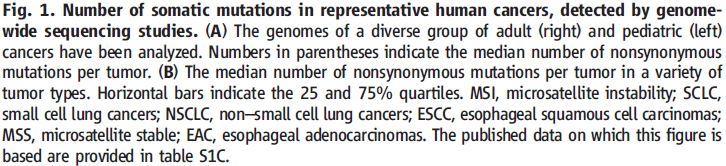 Fig. 1. Number of somatic mutations in representative human cancers, detected by genome-
wide sequencing studies. (A) The genomes of a diverse group of adult (right) and pediatric (left)
cancers have been analyzed. Numbers in parentheses indicate the median number of nonsynonymous
mutations per tumor. (B) The median number of nonsynonymous mutations per tumor in a variety of
tumor types. Horizontal bars indicate the 25 and 75% quartiles. MSI, microsatellite instability; SCLC,
small cell lung cancers; NSCLC, non–small cell lung cancers; ESCC, esophageal squamous cell carcinomas;
MSS, microsatellite stable; EAC, esophageal adenocarcinomas. The published data on which this figure is
based are provided in table S1C.